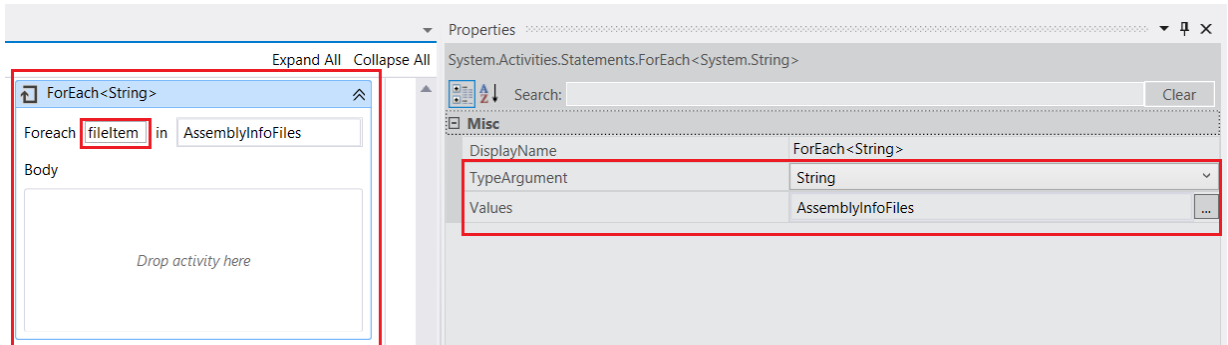 Expand All Collapse All
ForEach<String>
Foreach fileItem in AssemblyInfoFiles
Body
Drop activity here
Properties
System.Activities.Statements.ForEach<System.String>
Search: Clear
Misc
DisplayName ForEach<String>
TypeArgument String
Values AssemblyInfoFiles ...